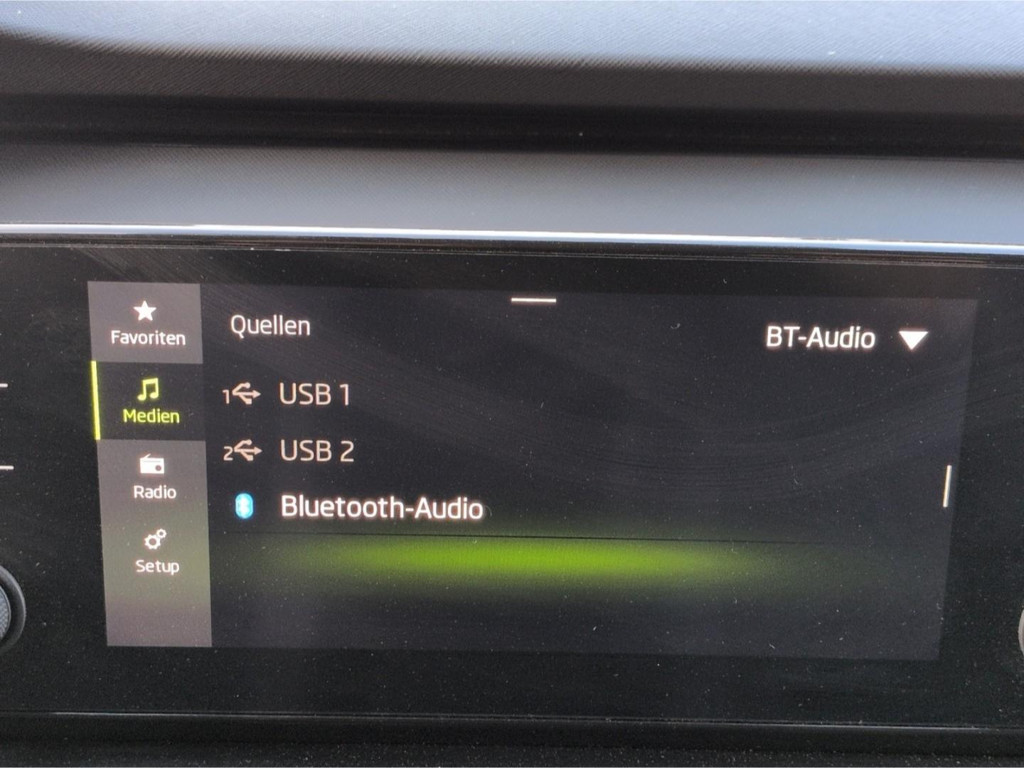 Favoriten
Medien
Radio
Setup
Quellen
BT-Audio
1 USB 1
2 USB 2
Bluetooth-Audio